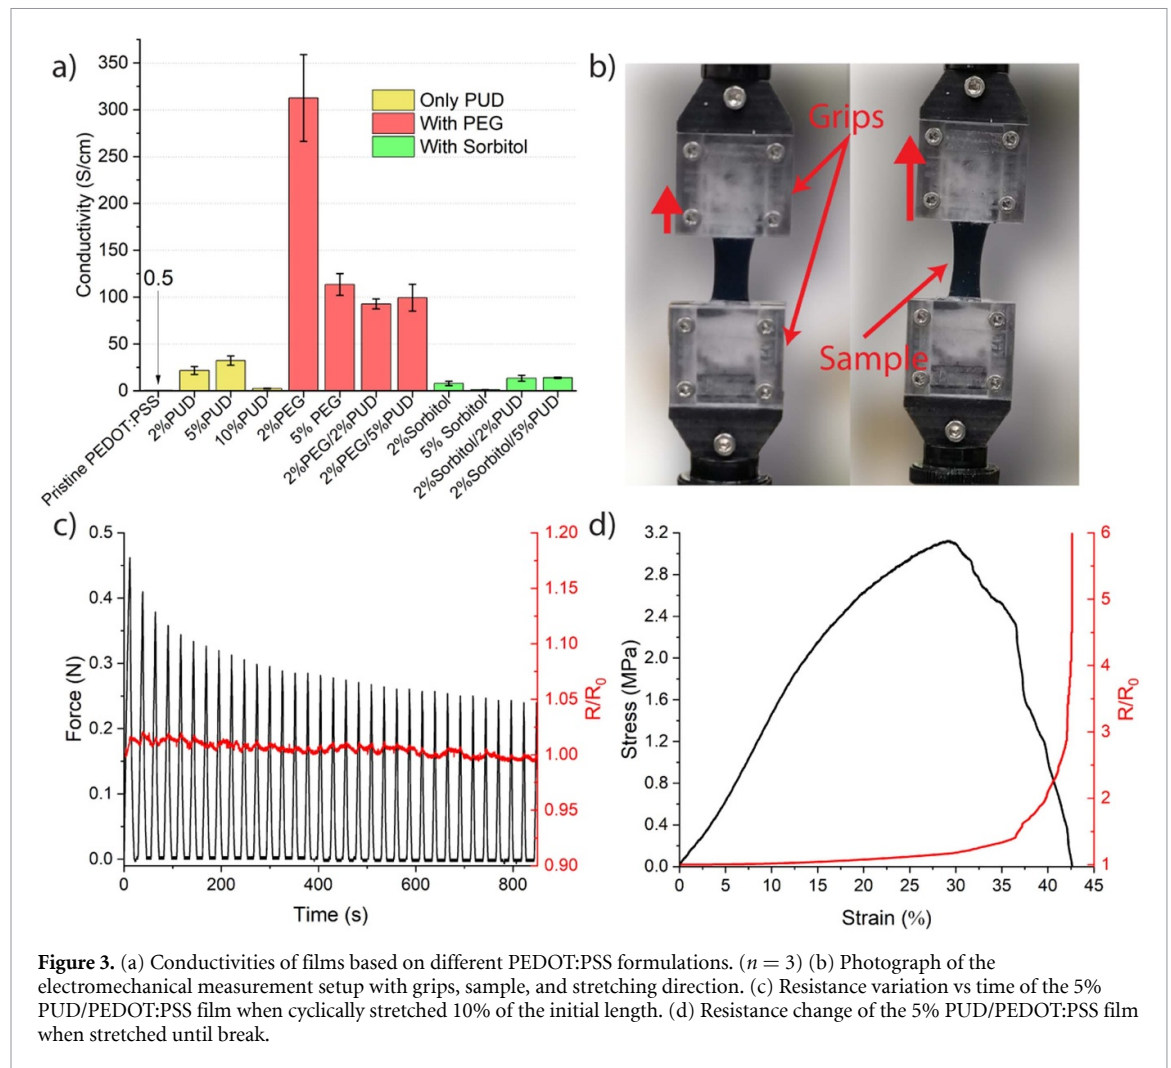 a)
Conductivity (S/cm)
350
300
250
200
150
100
50
0
0.5
Only PUD
With PEG
With Sorbitol
Pristine PEDOT:PSS
2%PUD
5%PUD
10%PUD
2%PEG
5% PEG
2%PEG/2%PUD
2%PEG/5%PUD
2%Sorbitol
5% Sorbitol
2%Sorbitol/2%PUD
2%Sorbitol/5%PUD
b)
Grips
Sample
c)
Force (N)
0.5
0.4
0.3
0.2
0.1
0.0
0 200 400 600 800
Time (s)
1.20
1.15
1.10
1.05
1.00
0.95
0.90
R/R0
d)
Stress (MPa)
3.2
2.8
2.4
2.0
1.6
1.2
0.8
0.4
0.0
0 5 10 15 20 25 30 35 40 45
Strain (%)
6
5
4
3
2
1
R/R0
Figure 3. (a) Conductivities of films based on different PEDOT:PSS formulations. (n = 3) (b) Photograph of the
electromechanical measurement setup with grips, sample, and stretching direction. (c) Resistance variation vs time of the 5%
PUD/PEDOT:PSS film when cyclically stretched 10% of the initial length. (d) Resistance change of the 5% PUD/PEDOT:PSS film
when stretched until break.